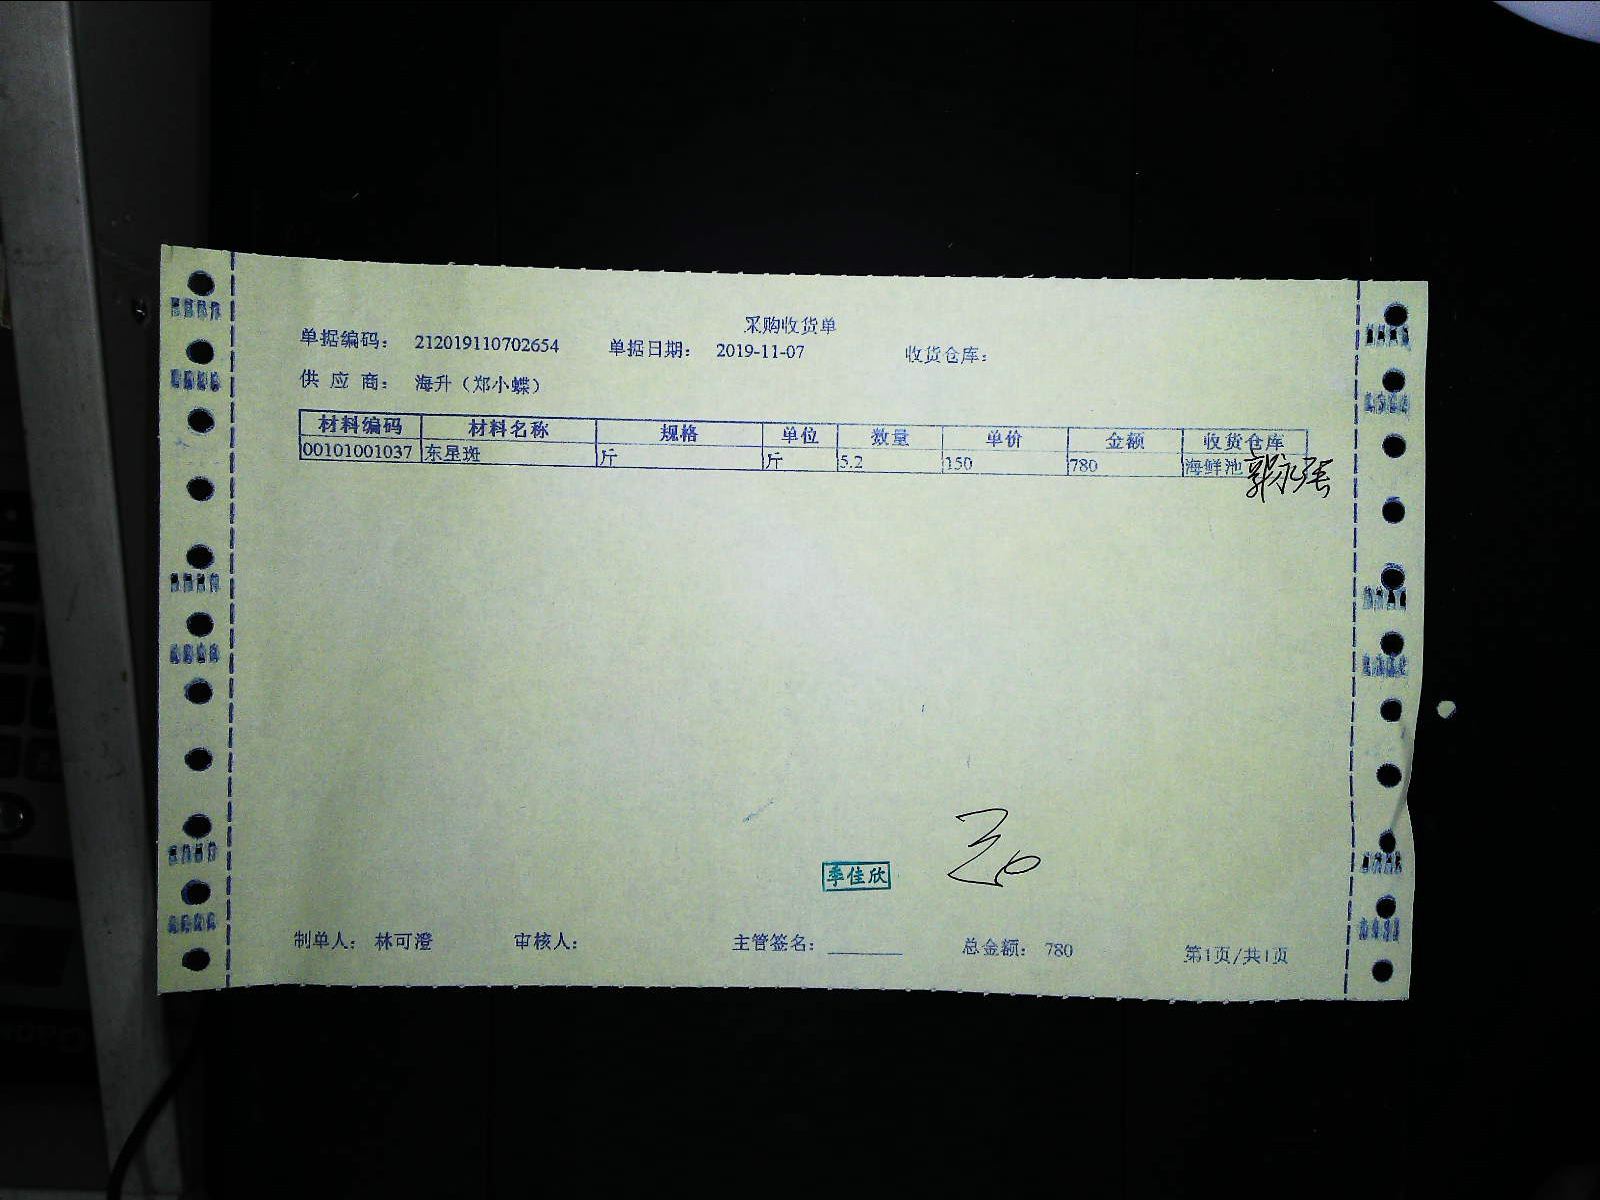 采购收货单
单据编码： 212019110702654 单据日期： 2019-11-07 收货仓库：
供 应 商： 海升（郑小蝶）
材料编码 材料名称 规格 单位 数量 单价 金额 收货仓库
00101001037 东星斑 斤 斤 5.2 150 780 海鲜池
郭永强
季佳欣
制单人： 林可澄 审核人： 主管签名： 总金额： 780 第1页/共1页